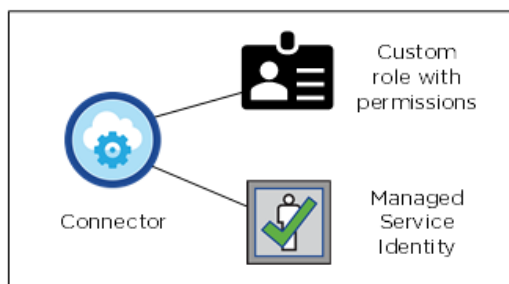 Custom
role with
permissions
Connector
Managed
Service
Identity